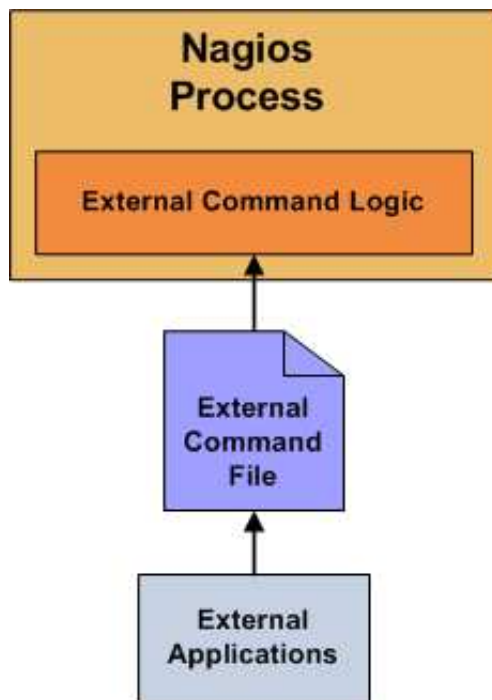 Nagios
Process
External Command Logic
External
Command
File
External
Applications